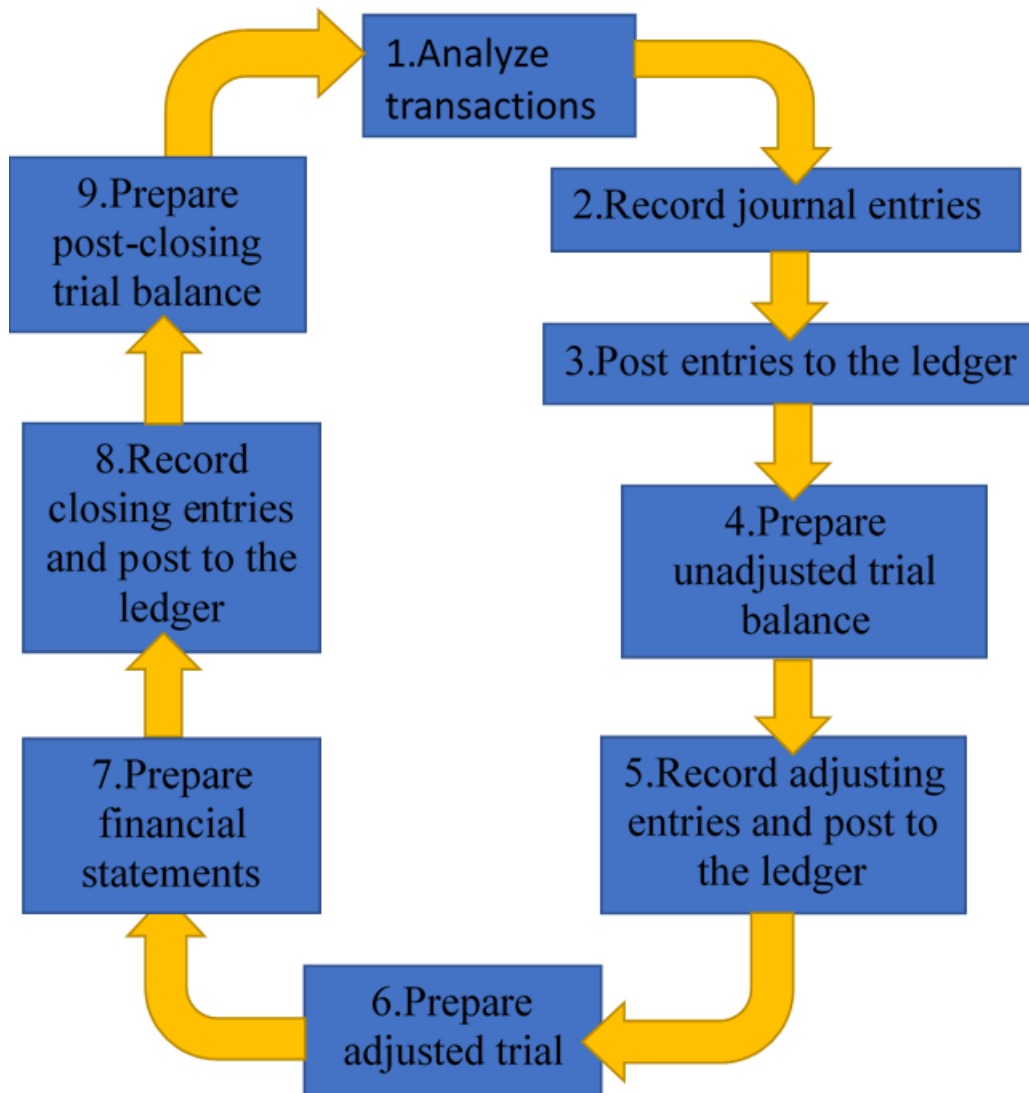 1.Analyze
transactions
2.Record journal entries
3.Post entries to the ledger
4.Prepare
unadjusted trial
balance
5.Record adjusting
entries and post to
the ledger
6.Prepare
adjusted trial
7.Prepare
financial
statements
8.Record
closing entries
and post to the
ledger
9.Prepare
post-closing
trial balance